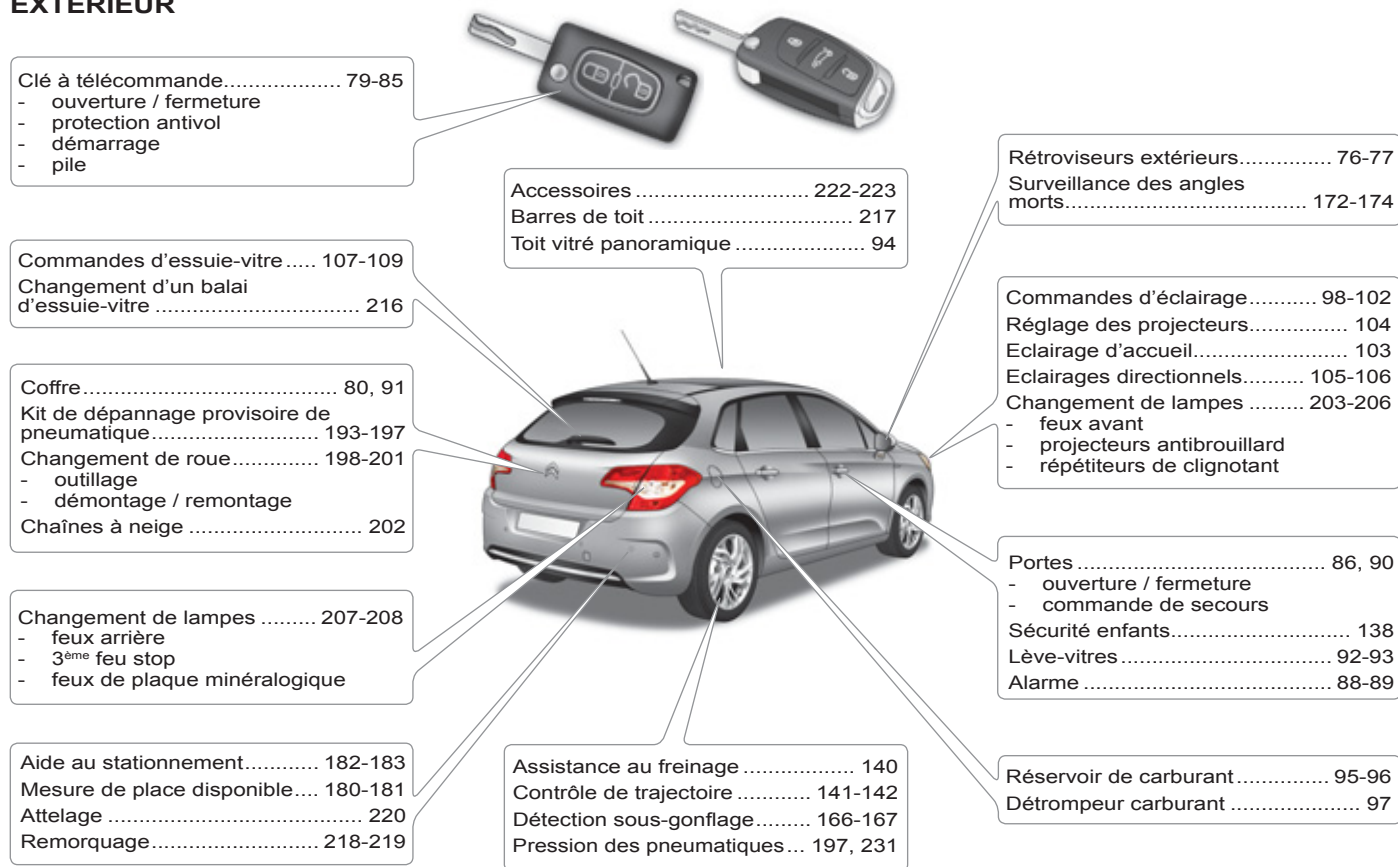 EXTERIEUR
Clé à télécommande................... 79-85
- ouverture / fermeture
- protection antivol
- démarrage
- pile
Accessoires .......................... 222-223
Barres de toit ................................. 217
Toit vitré panoramique ..................... 94
Rétroviseurs extérieurs............... 76-77
Surveillance des angles
morts..................................... 172-174
Commandes d'essuie-vitre..... 107-109
Changement d'un balai
d'essuie-vitre ................................. 216
Commandes d'éclairage........... 98-102
Réglage des projecteurs................ 104
Eclairage d'accueil......................... 103
Eclairages directionnels.......... 105-106
Changement de lampes ......... 203-206
- feux avant
- projecteurs antibrouillard
- répétiteurs de clignotant
Coffre....................................... 80, 91
Kit de dépannage provisoire de
pneumatique........................... 193-197
Changement de roue.............. 198-201
- outillage
- démontage / remontage
Chaînes à neige ............................ 202
Portes ........................................ 86, 90
- ouverture / fermeture
- commande de secours
Sécurité enfants............................. 138
Lève-vitres.................................. 92-93
Alarme ........................................ 88-89
Changement de lampes ......... 207-208
- feux arrière
- 3ème feu stop
- feux de plaque minéralogique
Aide au stationnement............ 182-183
Mesure de place disponible.... 180-181
Attelage ......................................... 220
Remorquage........................... 218-219
Assistance au freinage .................. 140
Contrôle de trajectoire ............ 141-142
Détection sous-gonflage......... 166-167
Pression des pneumatiques... 197, 231
Réservoir de carburant................ 95-96
Détrompeur carburant ..................... 97